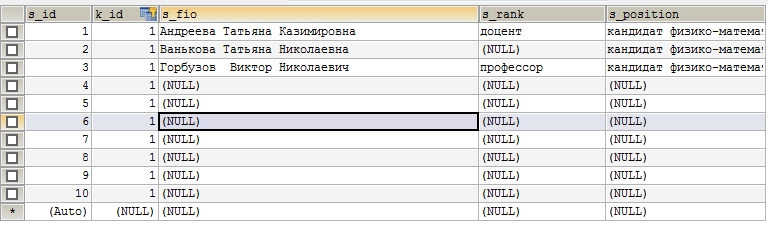 s_id k_id s_fio s_rank s_position
1 1 Андреева Татьяна Казимировна доцент кандидат физико-матема
2 1 Ванькова Татьяна Николаевна (NULL) кандидат физико-матема
3 1 Горбузов  Виктор Николаевич профессор кандидат физико-матема
4 1 (NULL) (NULL) (NULL)
5 1 (NULL) (NULL) (NULL)
6 1 (NULL) (NULL) (NULL)
7 1 (NULL) (NULL) (NULL)
8 1 (NULL) (NULL) (NULL)
9 1 (NULL) (NULL) (NULL)
10 1 (NULL) (NULL) (NULL)
* (Auto) (NULL) (NULL) (NULL) (NULL)